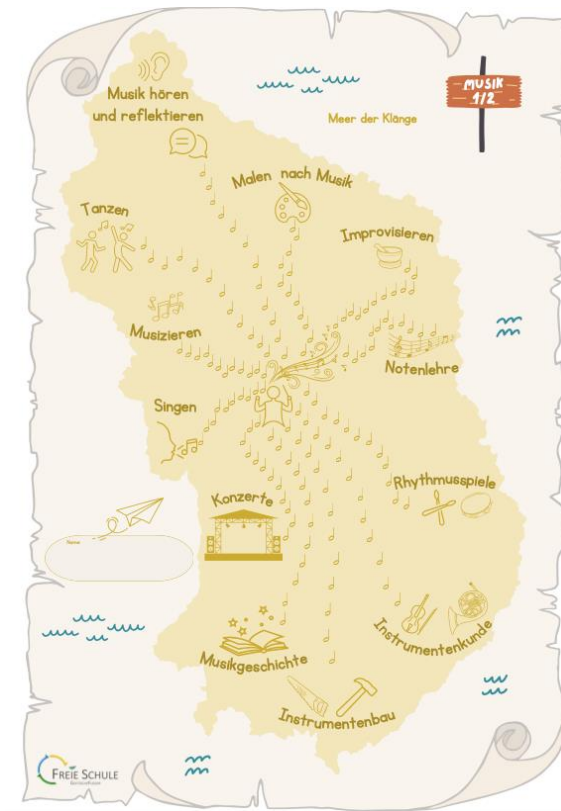 MUSIK
1/2
Musik hören
und reflektieren
Meer der Klänge
Malen nach Musik
Tanzen
Improvisieren
Musizieren
Notenlehre
Singen
Rhythmusspiele
Konzerte
Instrumentenkunde
Musikgeschichte
Instrumentenbau
FREIE SCHULE